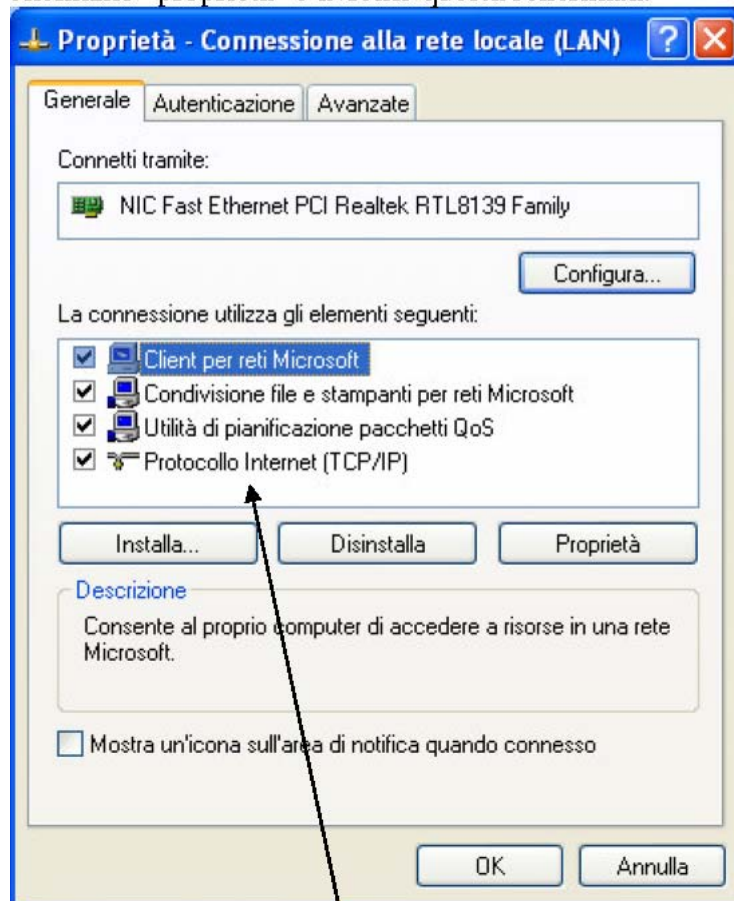 Proprietà - Connessione alla rete locale (LAN)
Generale Autenticazione Avanzate
Connetti tramite:
NIC Fast Ethernet PCI Realtek RTL8139 Family
Configura...
La connessione utilizza gli elementi seguenti:
Client per reti Microsoft
Condivisione file e stampanti per reti Microsoft
Utilità di pianificazione pacchetti QoS
Protocollo Internet (TCP/IP)
Installa... Disinstalla Proprietà
Descrizione
Consente al proprio computer di accedere a risorse in una rete
Microsoft.
Mostra un'icona sull'area di notifica quando connesso
OK Annulla